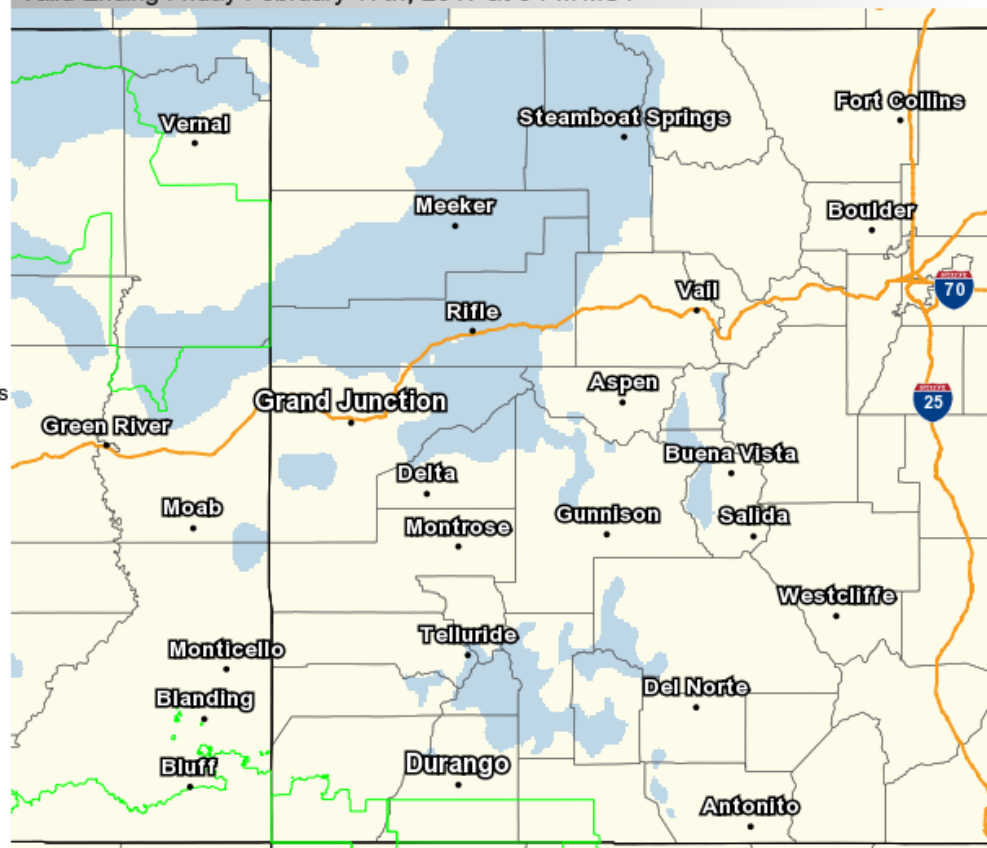 Fort Collins
Steamboat Springs
Vernal
Meeker
Boulder
70
Vail
Rifle
Aspen
s
25
Grand Junction
Green River
Buena Vista
Delta
Moab
Gunnison
Salida
Montrose
Westcliffe
Telluride
Monticello
Del Norte
Blanding
Bluff
Durango
Antonito